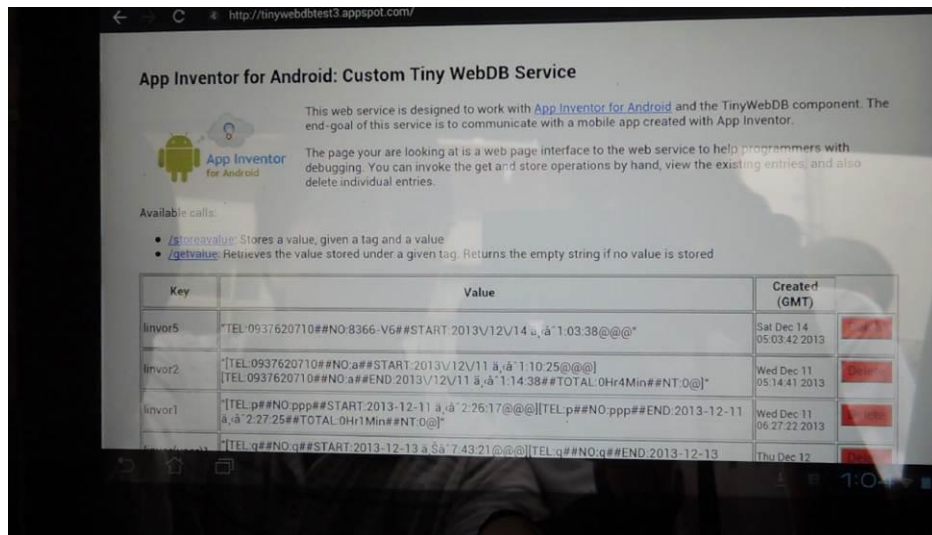 http://tinywebdbtest3.appspot.com/
App Inventor for Android: Custom Tiny WebDB Service
This web service is designed to work with App Inventor for Android and the TinyWebDB component. The
end-goal of this service is to communicate with a mobile app created with App
Inventor.
App Inventor
for Android
The page your are looking at is a web page interface to the web service to help programmers with
debugging. You can invoke the get and store operations by hand, view the existing entries, and also
delete individual entries.
Available calls:
/storeavalue: Stores a value, given a tag and a value
/getvalue: Retrieves the value stored under a given tag. Returns the empty string if no value is stored
Key Value Created
(GMT)
linvor5 "TEL:0937620710##NO:8366-V6##START:2013\/12\/14 ä¸‹åˆ1:03:38@@@" Sat Dec 14
05:03:42 2013
linvor2 "[TEL:0937620710##NO:a##START:2013\/12\/11 ä¸‹åˆ1:10:25@@@]
[TEL:0937620710##NO:a##END:2013\/12\/11 ä¸‹åˆ1:14:38##TOTAL:0Hr4Min##NT:0@]" Wed Dec 11
05:14:41 2013 Delete
linvor1 "[TEL:p##NO:ppp##START:2013-12-11 ä¸‹åˆ2:26:17@@@][TEL:p##NO:ppp##END:2013-12-11
ä¸‹åˆ2:27:25##TOTAL:0Hr1Min##NT:0@]" Wed Dec 11
06:27:22 2013 Delete
"[TEL:q##NO:q##START:2013-12-13 ä¸Šåˆ7:43:21@@@][TEL:q##NO:q##END:2013-12-13 Thu Dec 12